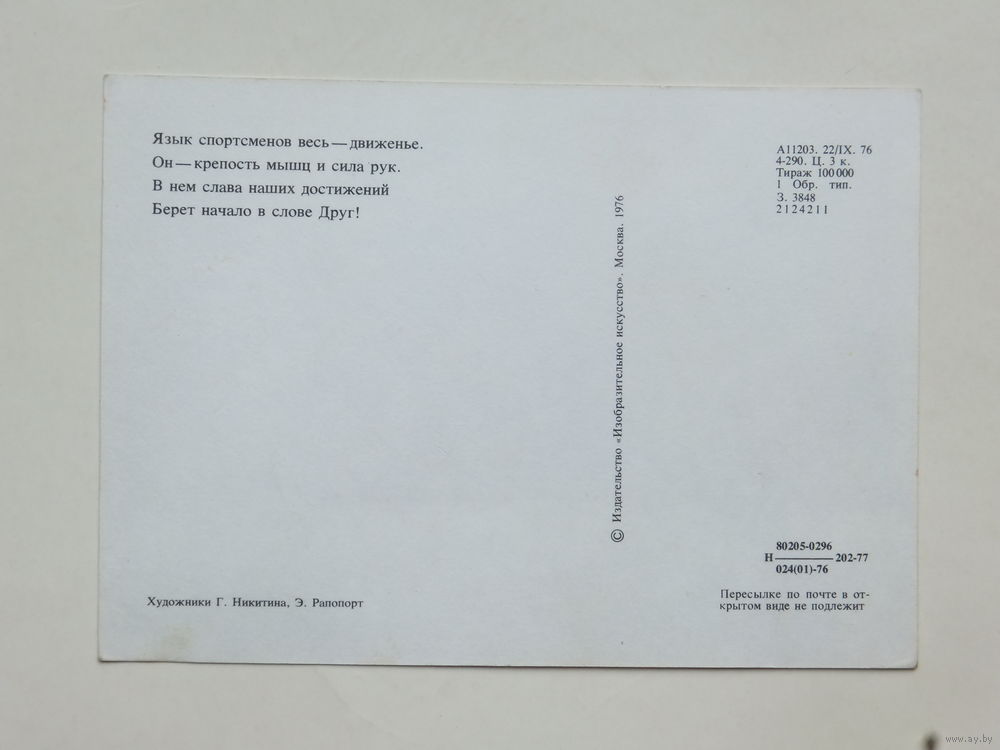 Язык спортсменов весь — движенье.
Он — крепость мышц и сила рук.
В нем слава наших достижений
Берет начало в слове Друг!
Художники Г. Никитина, Э. Рапопорт
© Издательство «Изобразительное искусство». Москва. 1976
А11203. 22/IX. 76
4-290. Ц. 3 к.
Тираж 100 000
1 Обр. тип.
З. 3848
2124211
80205-0296
Н ——— 202-77
024(01)-76
Пересылке по почте в от-
крытом виде не подлежит
www.ay.by